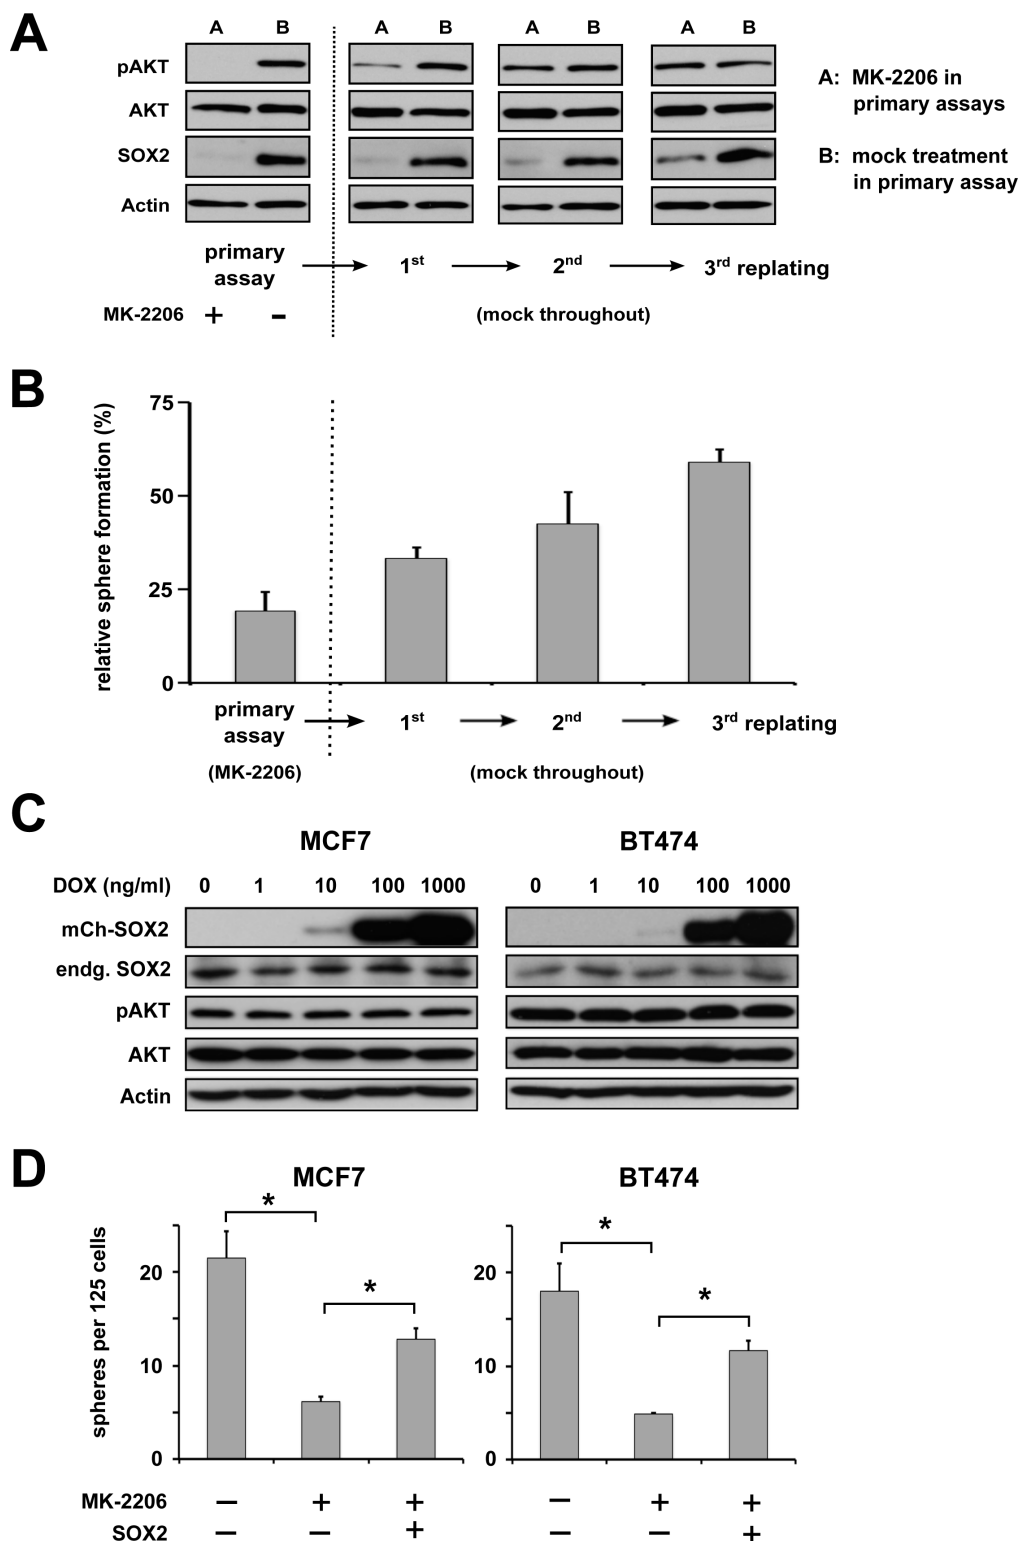 A
A B A B A B A B
pAKT
AKT
SOX2
Actin
A: MK-2206 in
primary assays
B: mock treatment
in primary assay
primary
assay
1st 2nd 3rd replating
MK-2206 + − (mock throughout)
B
relative sphere formation (%)
75
50
25
0
primary
assay
1st 2nd 3rd replating
(MK-2206) (mock throughout)
C
MCF7 BT474
DOX (ng/ml) 0 1 10 100 1000 0 1 10 100 1000
mCh-SOX2
endg. SOX2
pAKT
AKT
Actin
D
MCF7 BT474
* * * *
spheres per 125 cells
20 20
10 10
0 0
MK-2206 − + + − + +
SOX2 − − + − − +